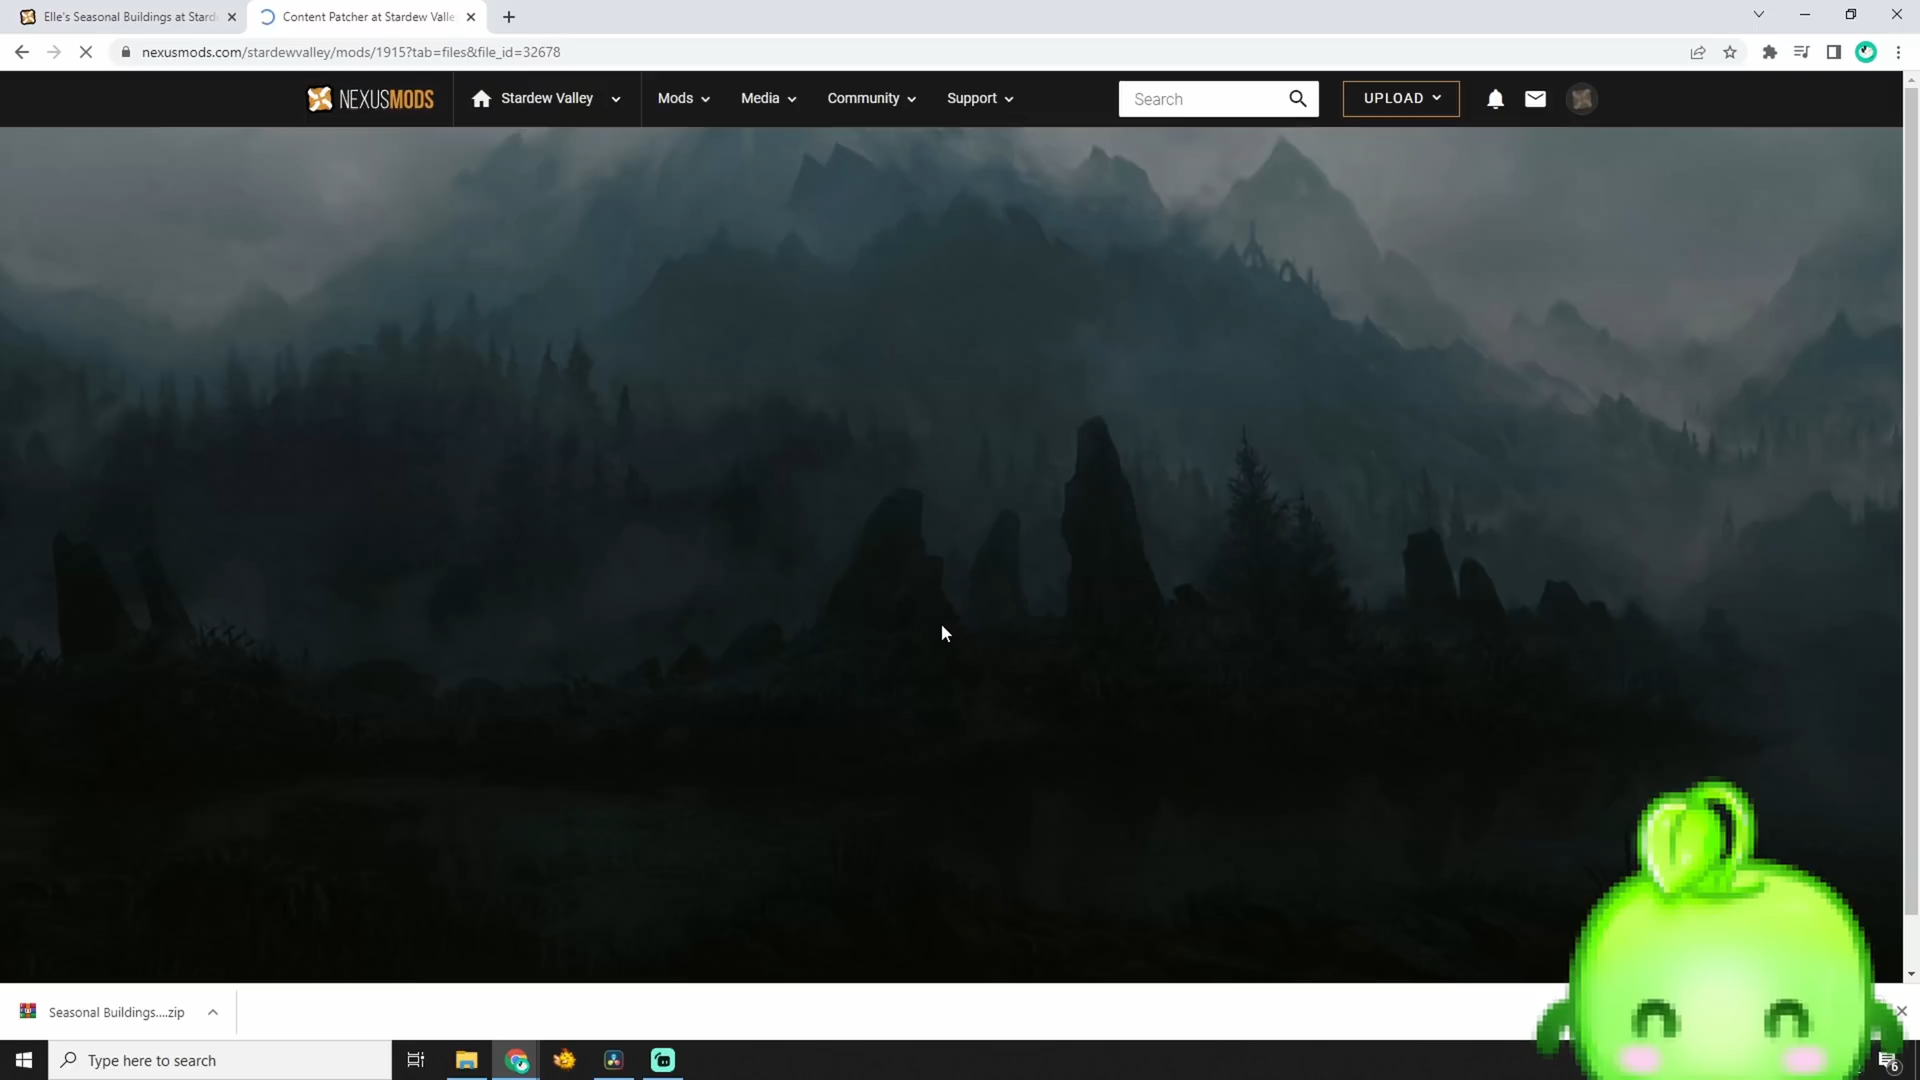 Elle's Seasonal Buildings at Stard
Content Patcher at Stardew Valle
nexusmods.com/stardewvalley/mods/1915?tab=files&file_id=32678
NEXUSMODS
Stardew Valley
Mods
Media
Community
Support
Search
UPLOAD
Seasonal Buildings....zip
Type here to search
6